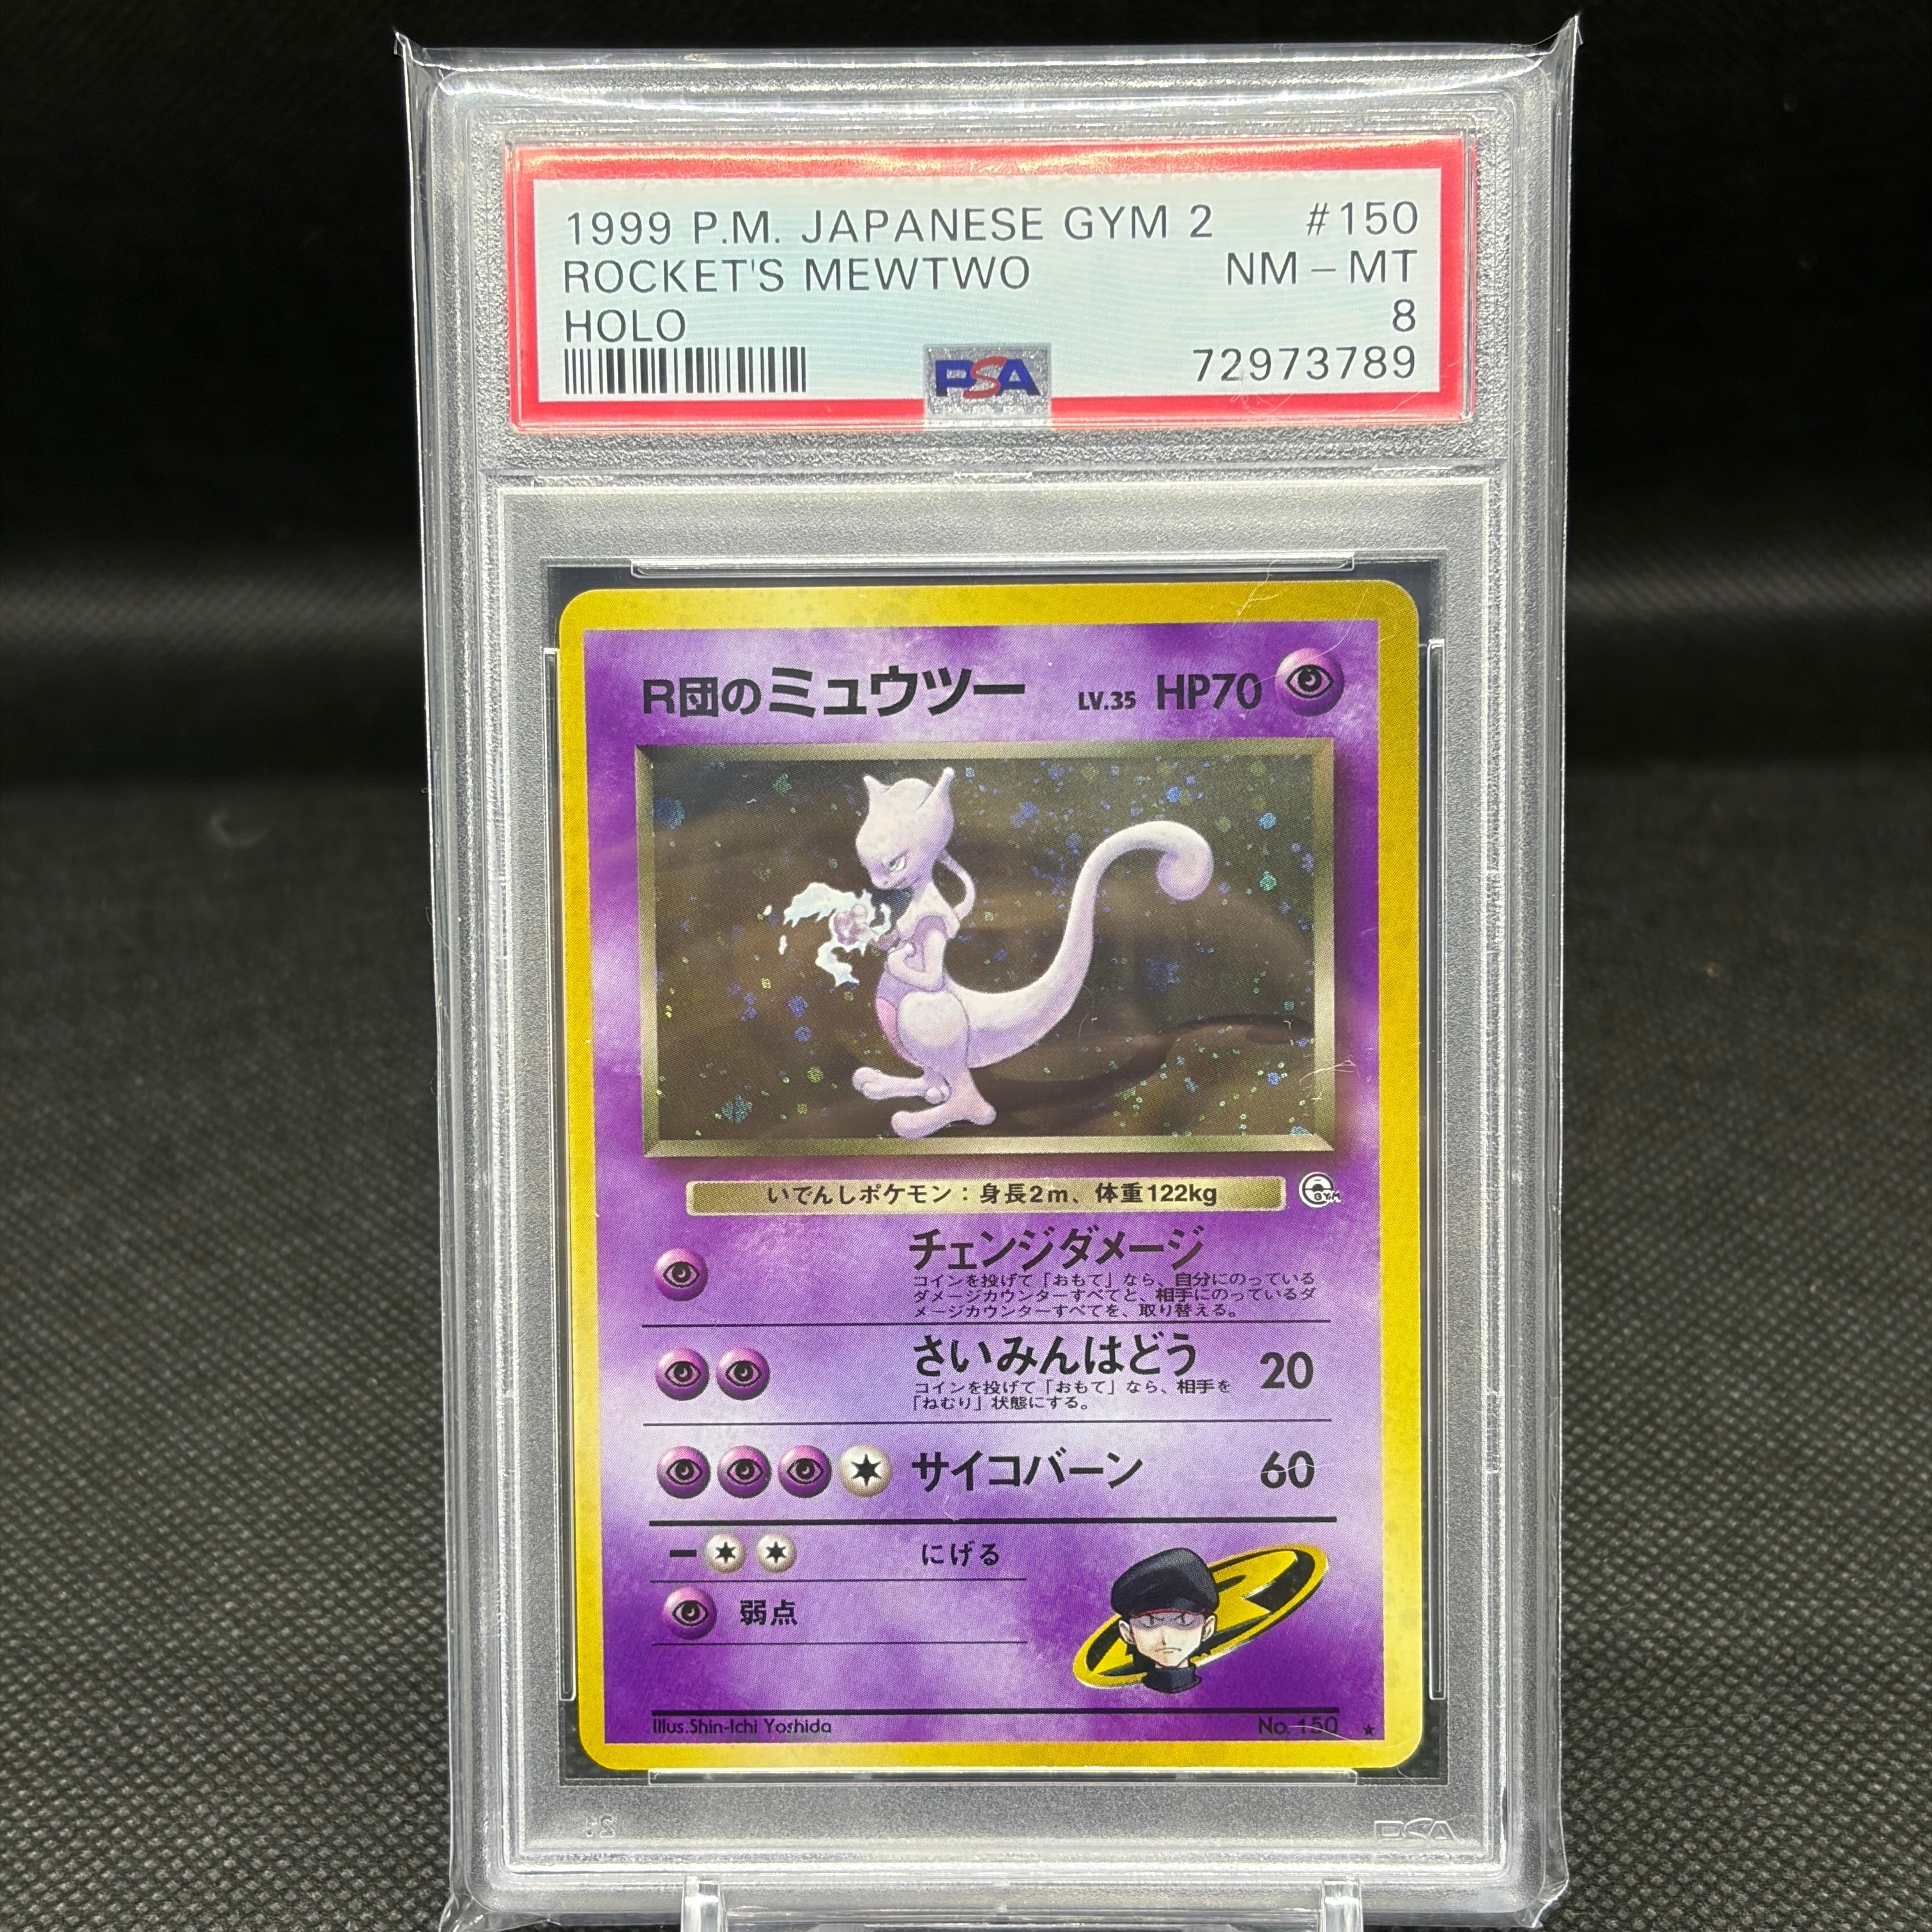 1999 P.M. JAPANESE GYM 2 #150
ROCKET'S MEWTWO NM - MT
HOLO 8
PSA 72973789
R団のミュウツー LV.35 HP70
いでんしポケモン：身長2m、体重122kg
GYM
チェンジダメージ
コインを投げて「おもて」なら、自分にのっている
ダメージカウンターすべてと、相手にのっているダ
メージカウンターすべてを、取り替える。
さいみんはどう 20
コインを投げて「おもて」なら、相手を
「ねむり」状態にする。
サイコバーン 60
にげる
弱点
Illus.Shin-Ichi Yoshida No.150 ★
PSA